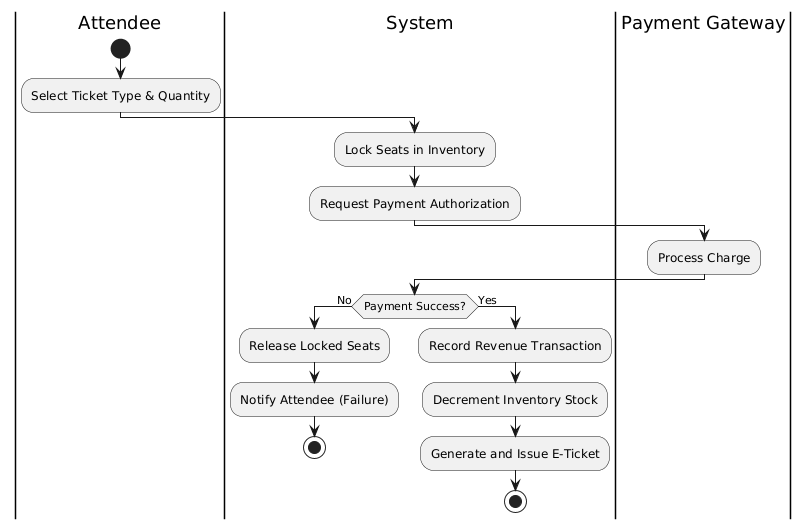 Attendee
System
Payment Gateway
Select Ticket Type & Quantity
Lock Seats in Inventory
Request Payment Authorization
Process Charge
No
Payment Success?
Yes
Release Locked Seats
Record Revenue Transaction
Notify Attendee (Failure)
Decrement Inventory Stock
Generate and Issue E-Ticket